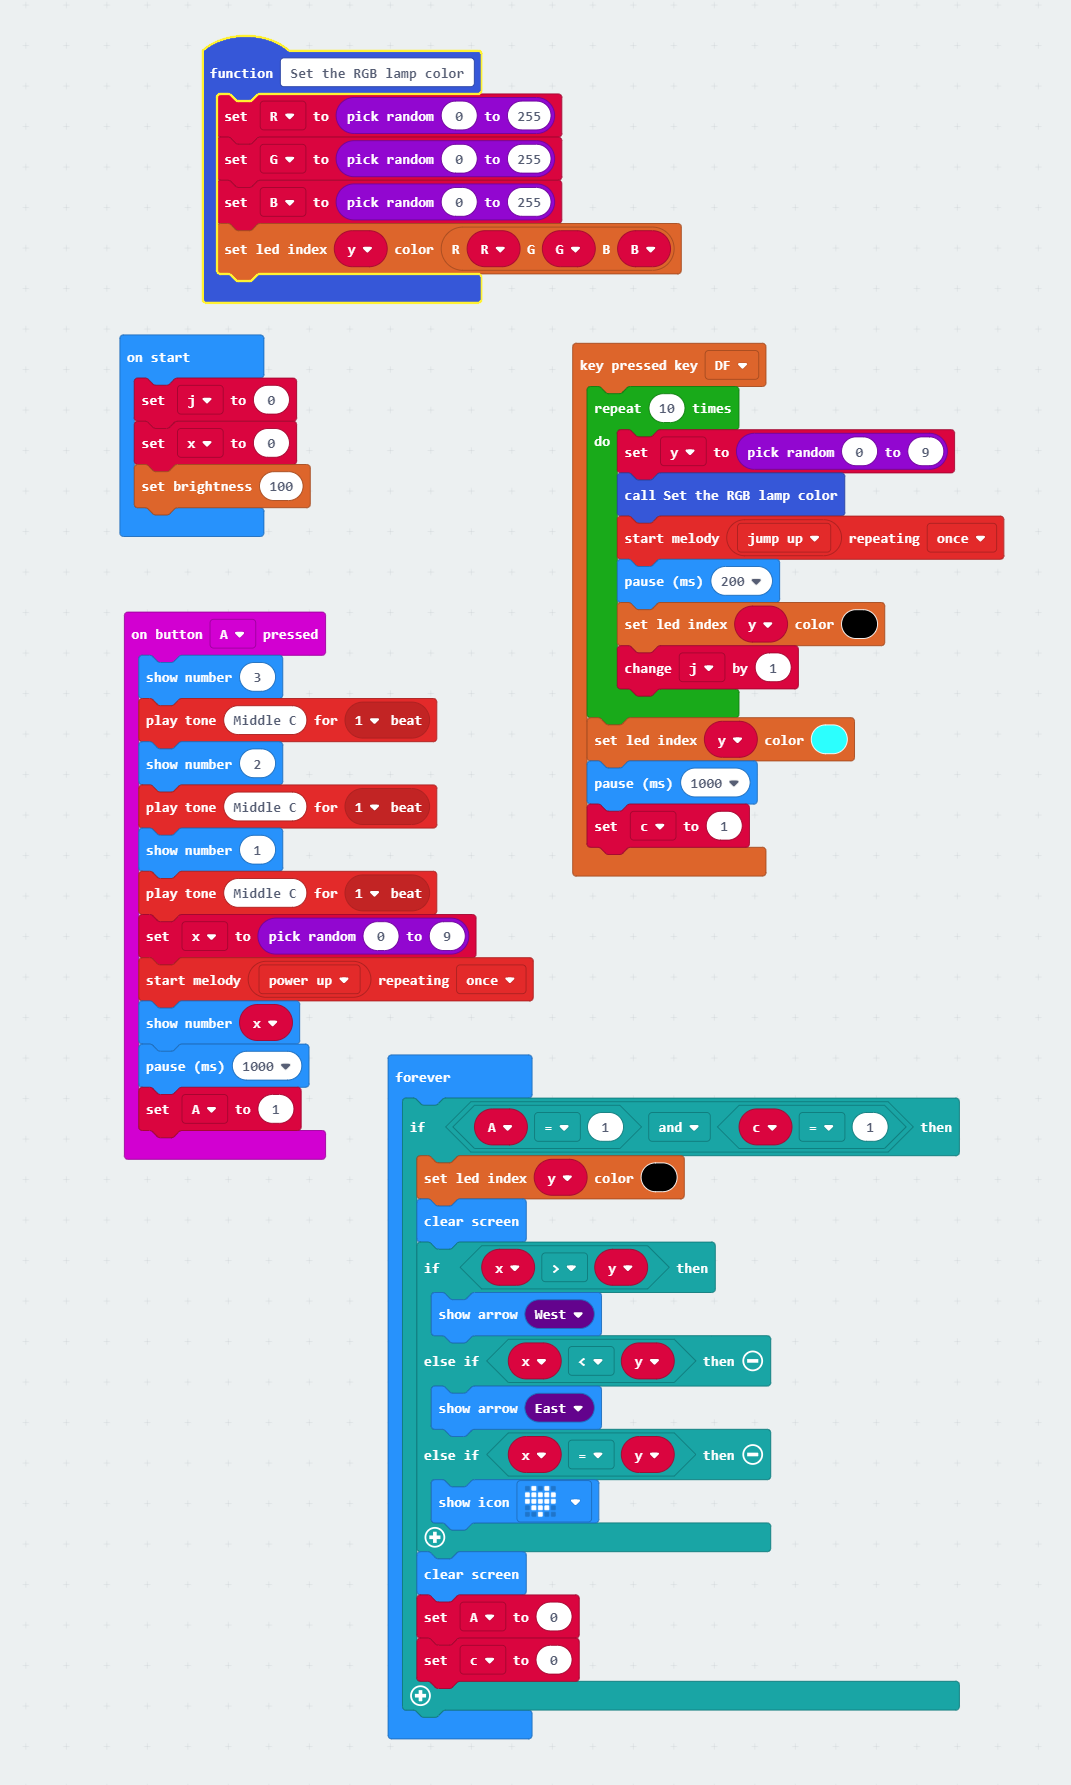 function Set the RGB lamp color
set R to pick random 0 to 255
set G to pick random 0 to 255
set B to pick random 0 to 255
set led index y color R R G G B B
on start
set j to 0
set x to 0
set brightness 100
key pressed key DF
repeat 10 times
do
set y to pick random 0 to 9
call Set the RGB lamp color
start melody jump up repeating once
pause (ms) 200
set led index y color
change j by 1
set led index y color
pause (ms) 1000
set c to 1
on button A pressed
show number 3
play tone Middle C for 1 beat
show number 2
play tone Middle C for 1 beat
show number 1
play tone Middle C for 1 beat
set x to pick random 0 to 9
start melody power up repeating once
show number x
pause (ms) 1000
set A to 1
forever
if A = 1 and c = 1 then
set led index y color
clear screen
if x > y then
show arrow West
else if x < y then
show arrow East
else if x = y then
show icon
clear screen
set A to 0
set c to 0